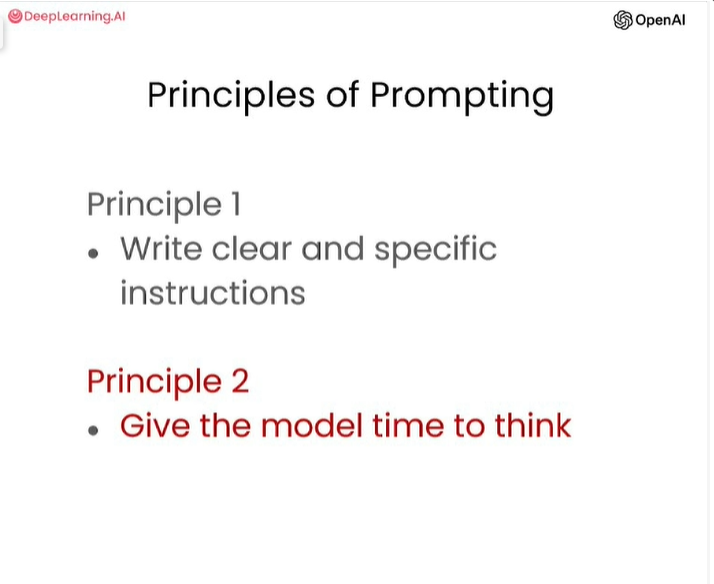 DeepLearning.AI
OpenAI
Principles of Prompting
Principle 1
• Write clear and specific
instructions
Principle 2
• Give the model time to think